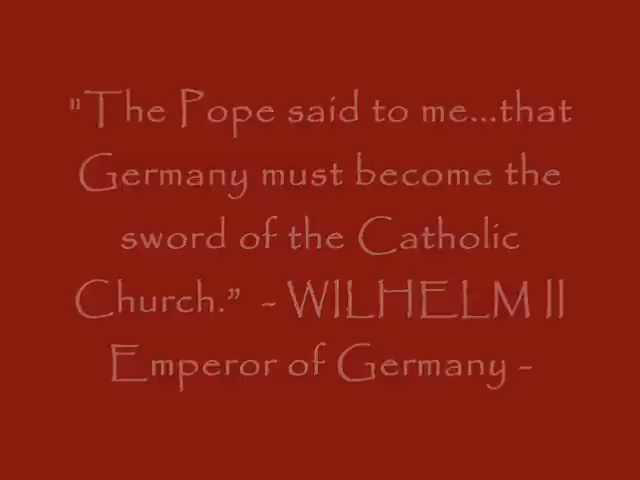 "The Pope said to me...that
Germany must become the
sword of the Catholic
Church.” - WILHELM II
Emperor of Germany -